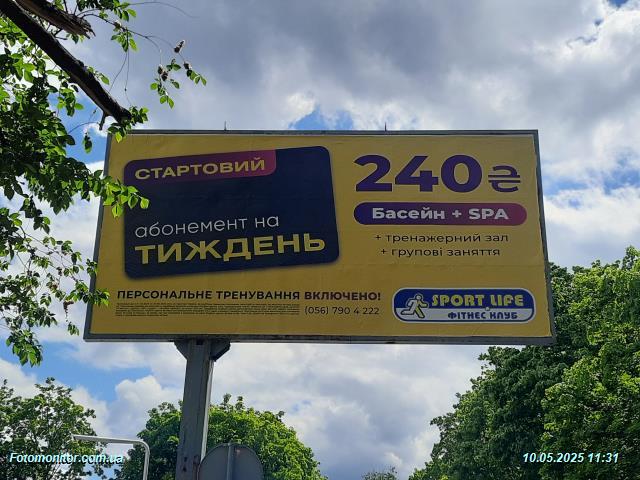 СТАРТОВИЙ
абонемент на
ТИЖДЕНЬ
240₴
Басейн + SPA
+ тренажерний зал
+ групові заняття
ПЕРСОНАЛЬНЕ ТРЕНУВАННЯ ВКЛЮЧЕНО!
(056) 790 4 222
SPORT LIFE
ФІТНЕС КЛУБ
Fotomonitor.com.ua
10.05.2025 11:31